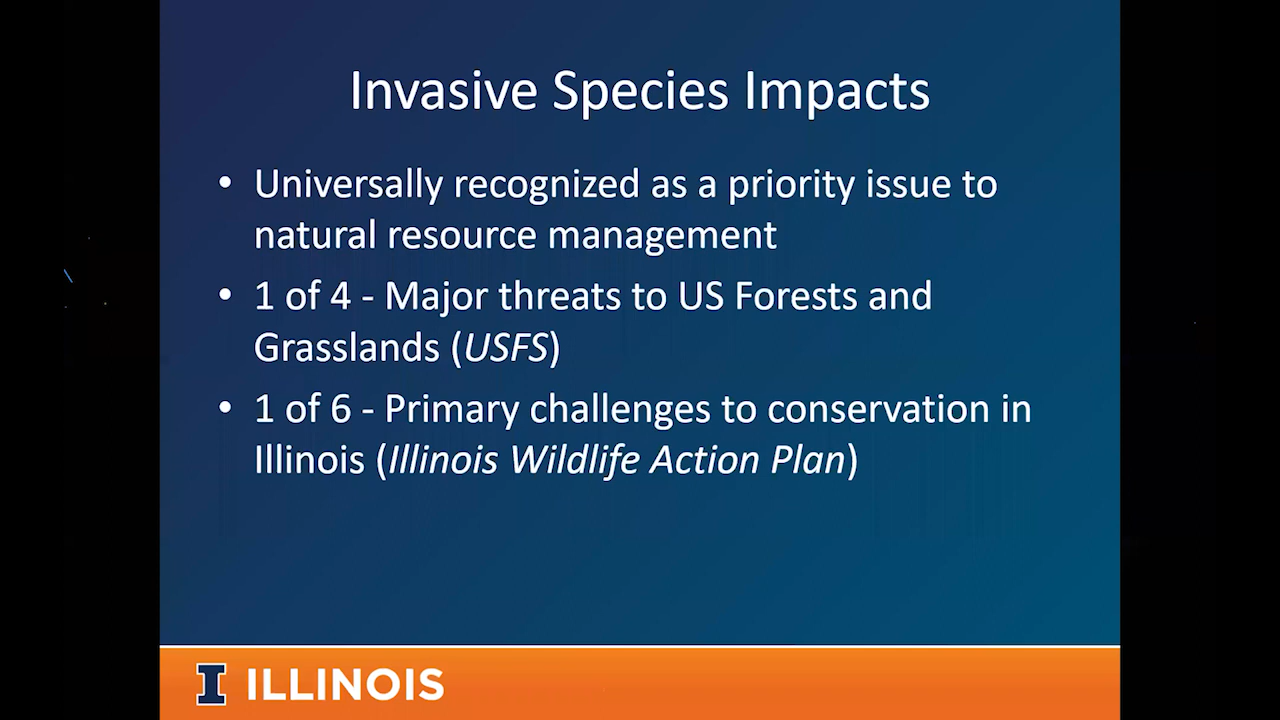 Invasive Species Impacts
• Universally recognized as a priority issue to
natural resource management
• 1 of 4 - Major threats to US Forests and
Grasslands (USFS)
• 1 of 6 - Primary challenges to conservation in
Illinois (Illinois Wildlife Action Plan)
I ILLINOIS